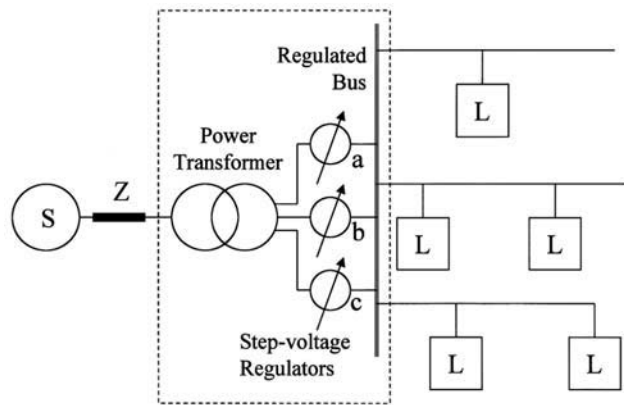 Regulated
Bus
L
Power
Transformer
a
S
Z
b
L
L
c
Step-voltage
Regulators
L
L